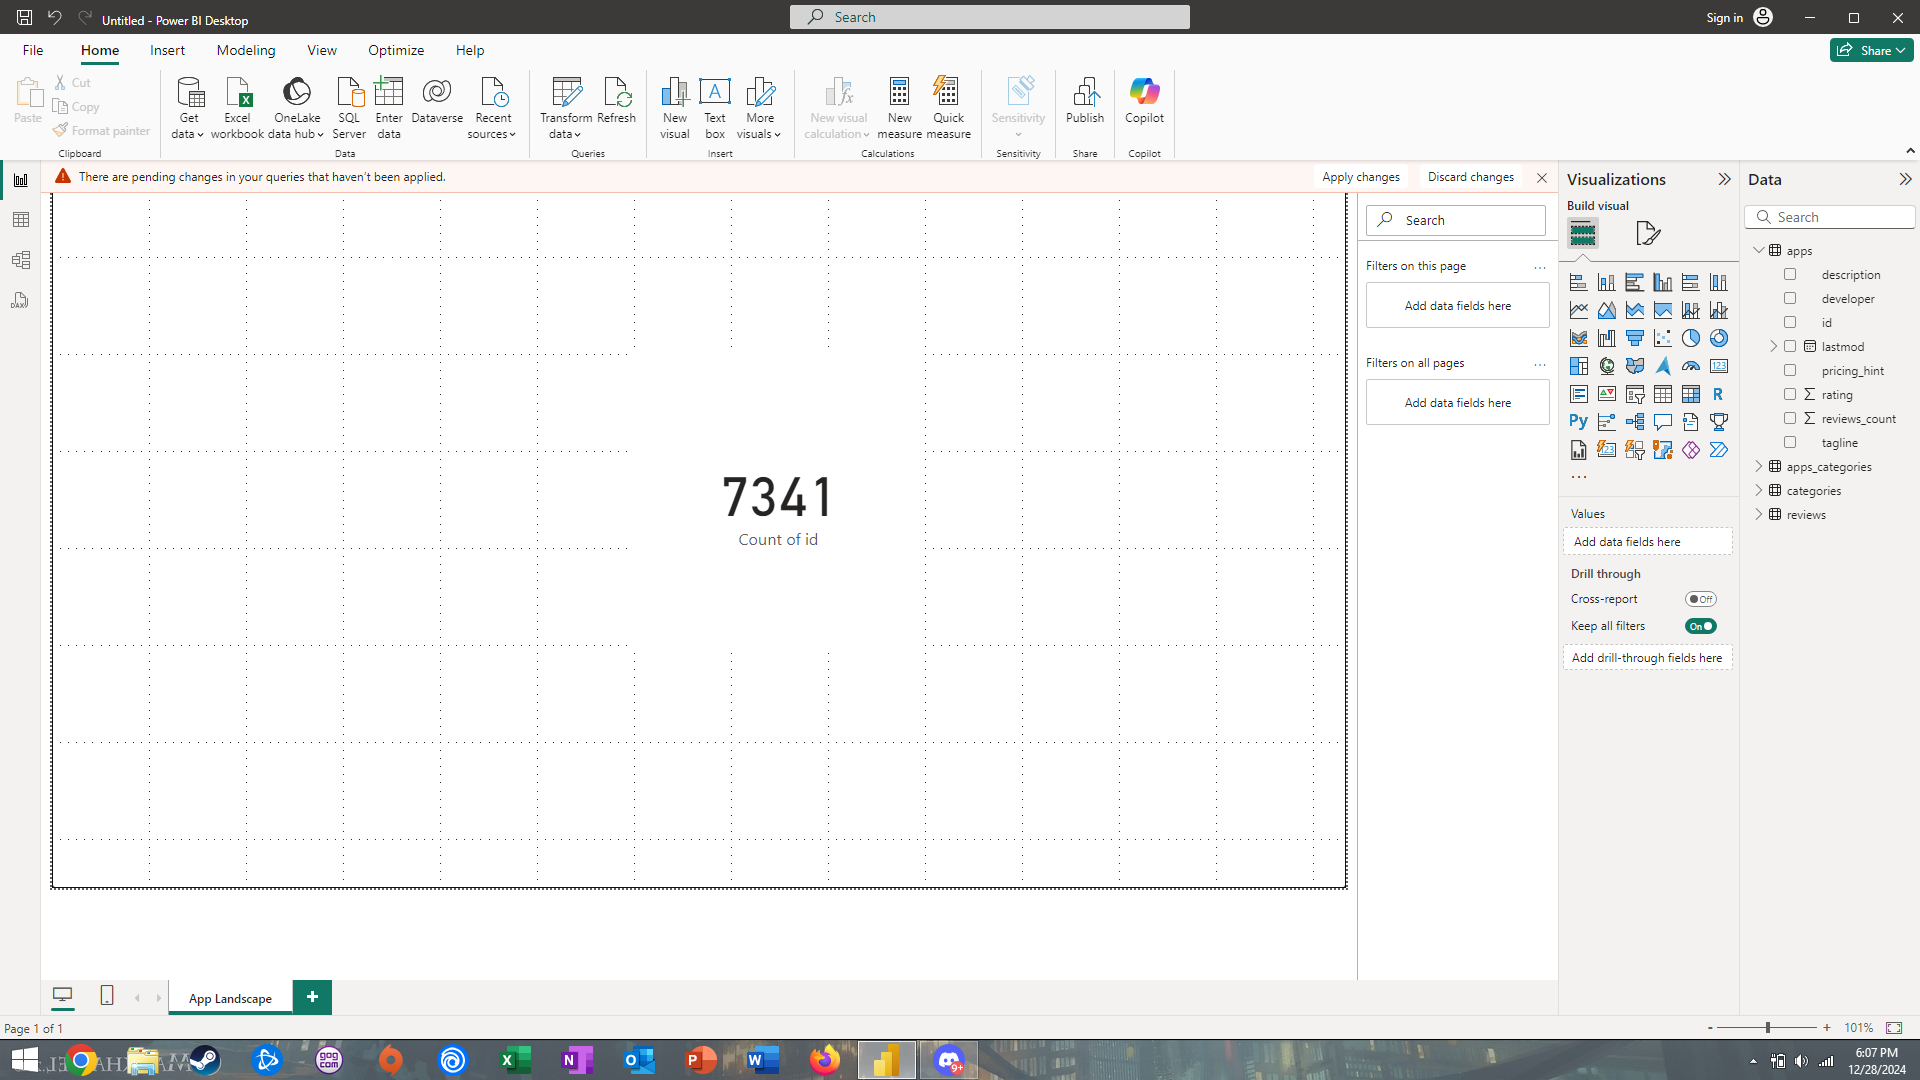 Untitled - Power BI Desktop
Search
Sign in
File
Home
Insert
Modeling
View
Optimize
Help
Share
Paste
Cut
Copy
Format painter
Clipboard
Get data
Excel workbook
OneLake data hub
SQL Server
Enter data
Dataverse
Recent sources
Data
Transform data
Refresh
Queries
New visual
Text box
More visuals
Insert
New visual calculation
New measure
Quick measure
Calculations
Sensitivity
Sensitivity
Publish
Share
Copilot
Copilot
There are pending changes in your queries that haven't been applied.
Apply changes
Discard changes
7341
Count of id
Search
Filters on this page
Add data fields here
Filters on all pages
Add data fields here
Visualizations
Build visual
Values
Add data fields here
Drill through
Cross-report
Off
Keep all filters
On
Add drill-through fields here
Data
Search
apps
description
developer
id
lastmod
pricing_hint
rating
reviews_count
tagline
apps_categories
categories
reviews
App Landscape
Page 1 of 1
101%
6:07 PM
12/28/2024